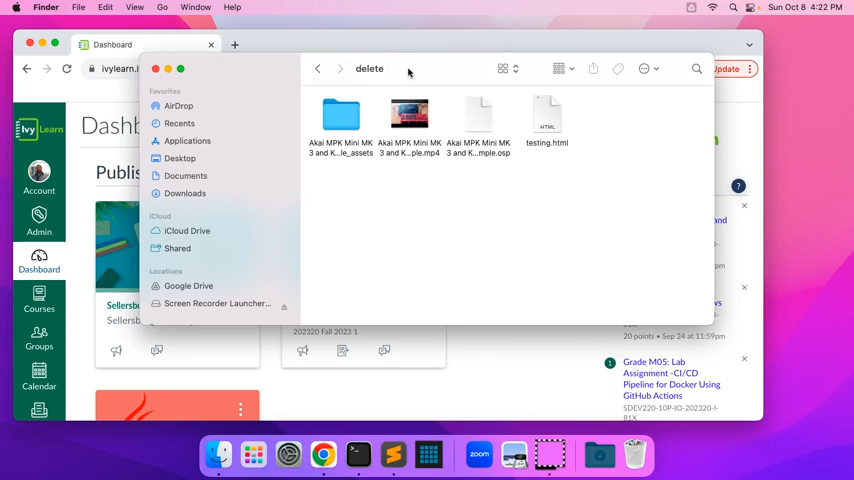 Finder File Edit View Go Window Help Sun Oct 8 4:22 PM
Dashboard
ivylearn.i
Update
delete
Favorites
AirDrop
Recents
Applications
Desktop
Documents
Downloads
iCloud
iCloud Drive
Shared
Locations
Google Drive
Screen Recorder Launcher...
Akai MPK Mini MK
3 and K...le_assets
Akai MPK Mini MK
3 and K...ple.mp4
Akai MPK Mini MK
3 and K...mple.osp
HTML
testing.html
Ivy
Learn
Account
Admin
Dashboard
Courses
Groups
Calendar
Dashb
Publis
Sellersbu
Sellersbu
202320 Fall 2023 1
?
and
pm
ws
81X
20 points • Sep 24 at 11:59pm
1
Grade M05: Lab
Assignment -CI/CD
Pipeline for Docker Using
GitHub Actions
SDEV220-10P-IO-202320-I-
81X
zoom